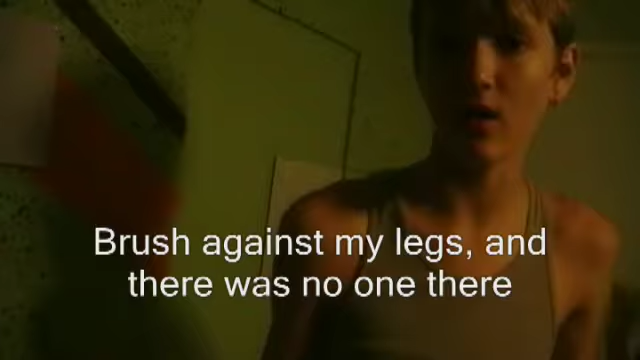 Brush against my legs, and
there was no one there